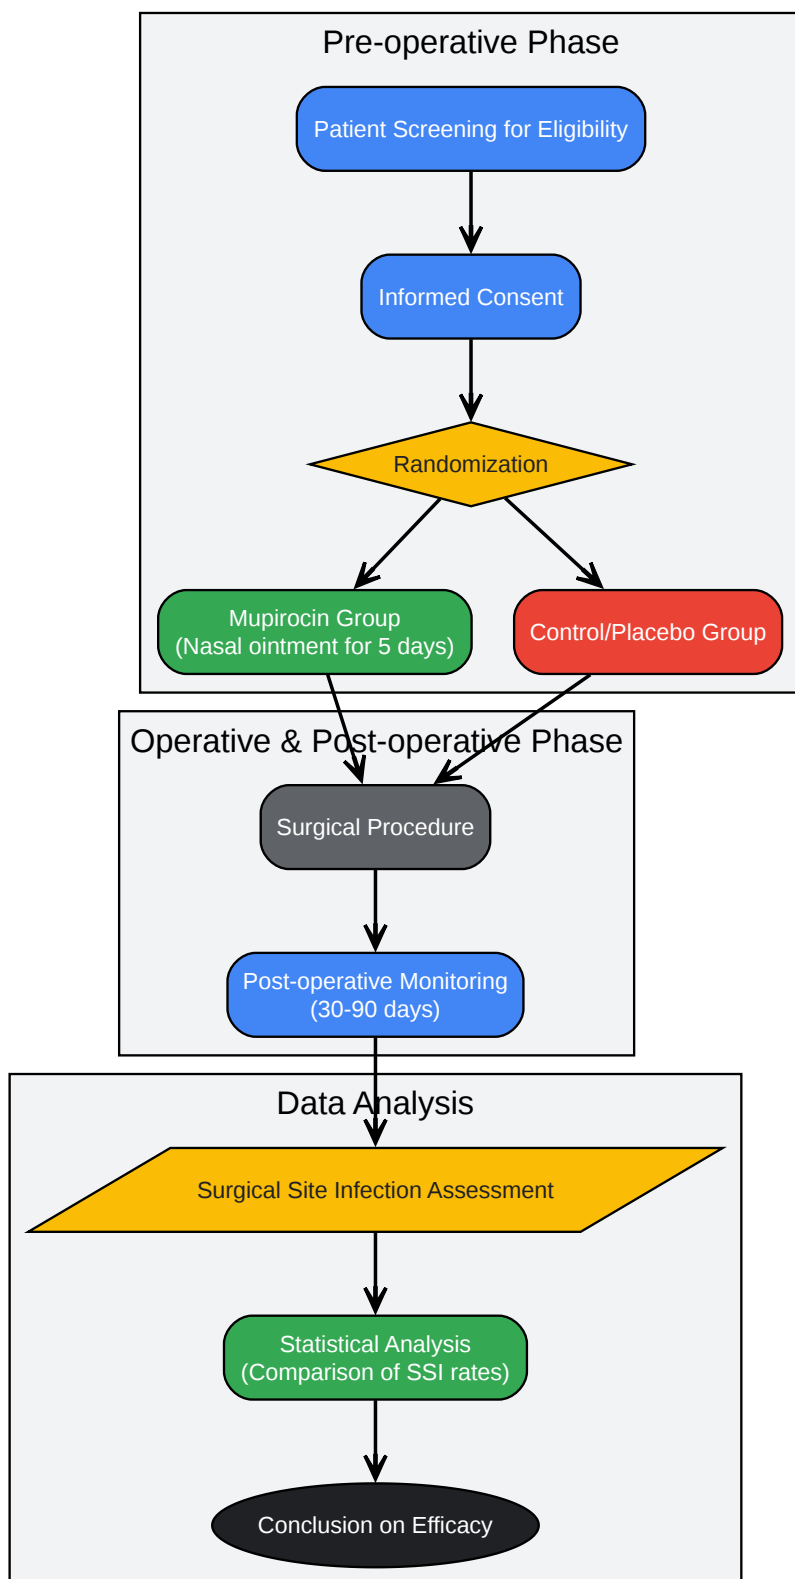 Pre-operative Phase
Patient Screening for Eligibility
Informed Consent
Randomization
Mupirocin Group
(Nasal ointment for 5 days)
Control/Placebo Group
Operative & Post-operative Phase
Surgical Procedure
Post-operative Monitoring
(30-90 days)
Data Analysis
Surgical Site Infection Assessment
Statistical Analysis
(Comparison of SSI rates)
Conclusion on Efficacy